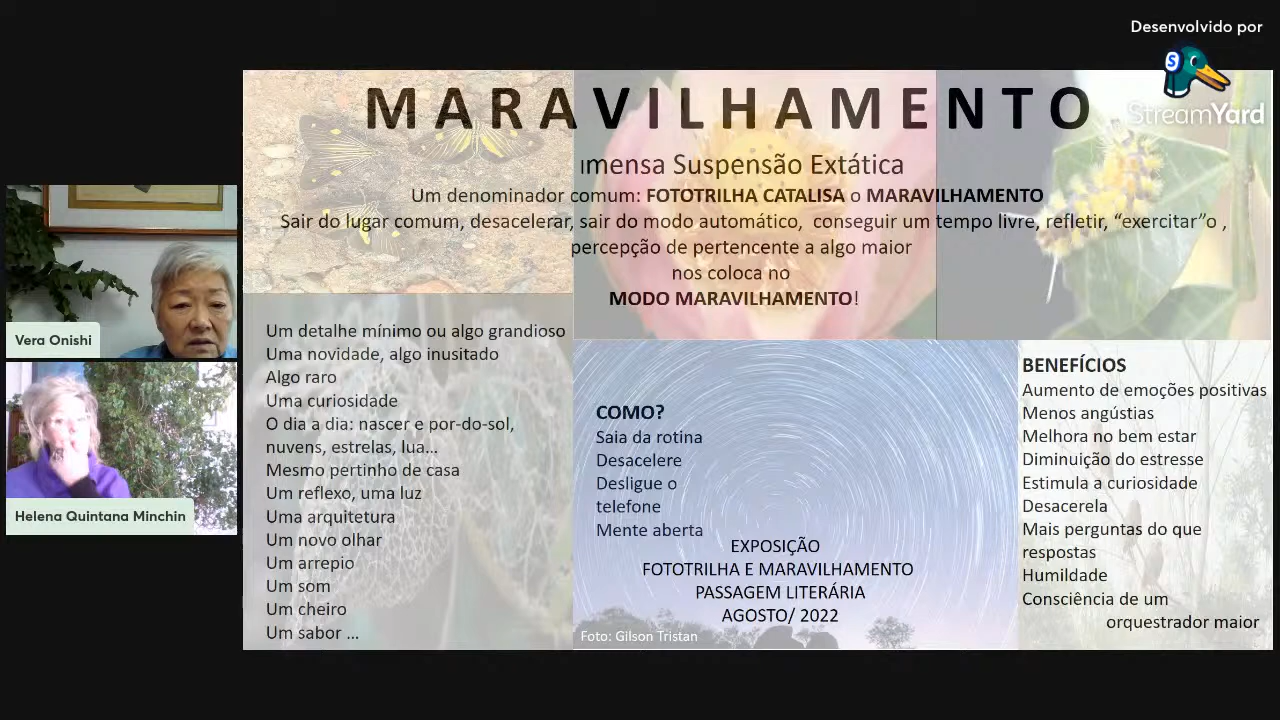 Desenvolvido por
StreamYard
MARAVILHAMENTO
Imensa Suspensão Extática
Um denominador comum: FOTOTRILHA CATALISA o MARAVILHAMENTO
Sair do lugar comum, desacelerar, sair do modo automático, conseguir um tempo livre, refletir, “exercitar”o ,
percepção de pertencente a algo maior
nos coloca no
MODO MARAVILHAMENTO!
Vera Onishi
Helena Quintana Minchin
Um detalhe mínimo ou algo grandioso
Uma novidade, algo inusitado
Algo raro
Uma curiosidade
O dia a dia: nascer e por-do-sol,
nuvens, estrelas, lua...
Mesmo pertinho de casa
Um reflexo, uma luz
Uma arquitetura
Um novo olhar
Um arrepio
Um som
Um cheiro
Um sabor ...
COMO?
Saia da rotina
Desacelere
Desligue o
telefone
Mente aberta
EXPOSIÇÃO
FOTOTRILHA E MARAVILHAMENTO
PASSAGEM LITERÁRIA
AGOSTO/ 2022
Foto: Gilson Tristan
BENEFÍCIOS
Aumento de emoções positivas
Menos angústias
Melhora no bem estar
Diminuição do estresse
Estimula a curiosidade
Desacerela
Mais perguntas do que
respostas
Humildade
Consciência de um
orquestrador maior